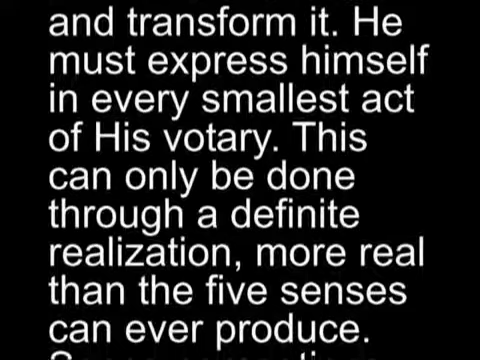 and transform it. He
must express himself
in every smallest act
of His votary. This
can only be done
through a definite
realization, more real
than the five senses
can ever produce.